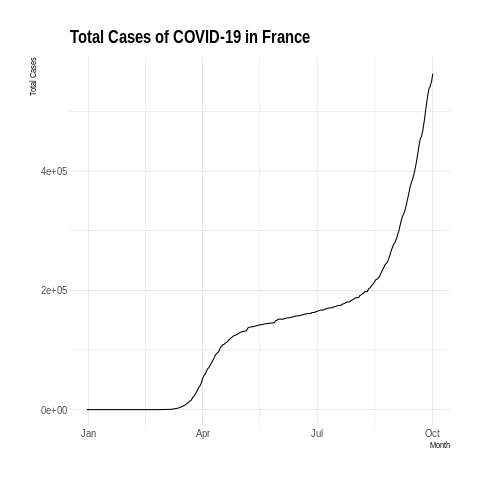 Total Cases of COVID-19 in France
Total Cases
4e+05
2e+05
0e+00
Jan Apr Jul Oct
Month